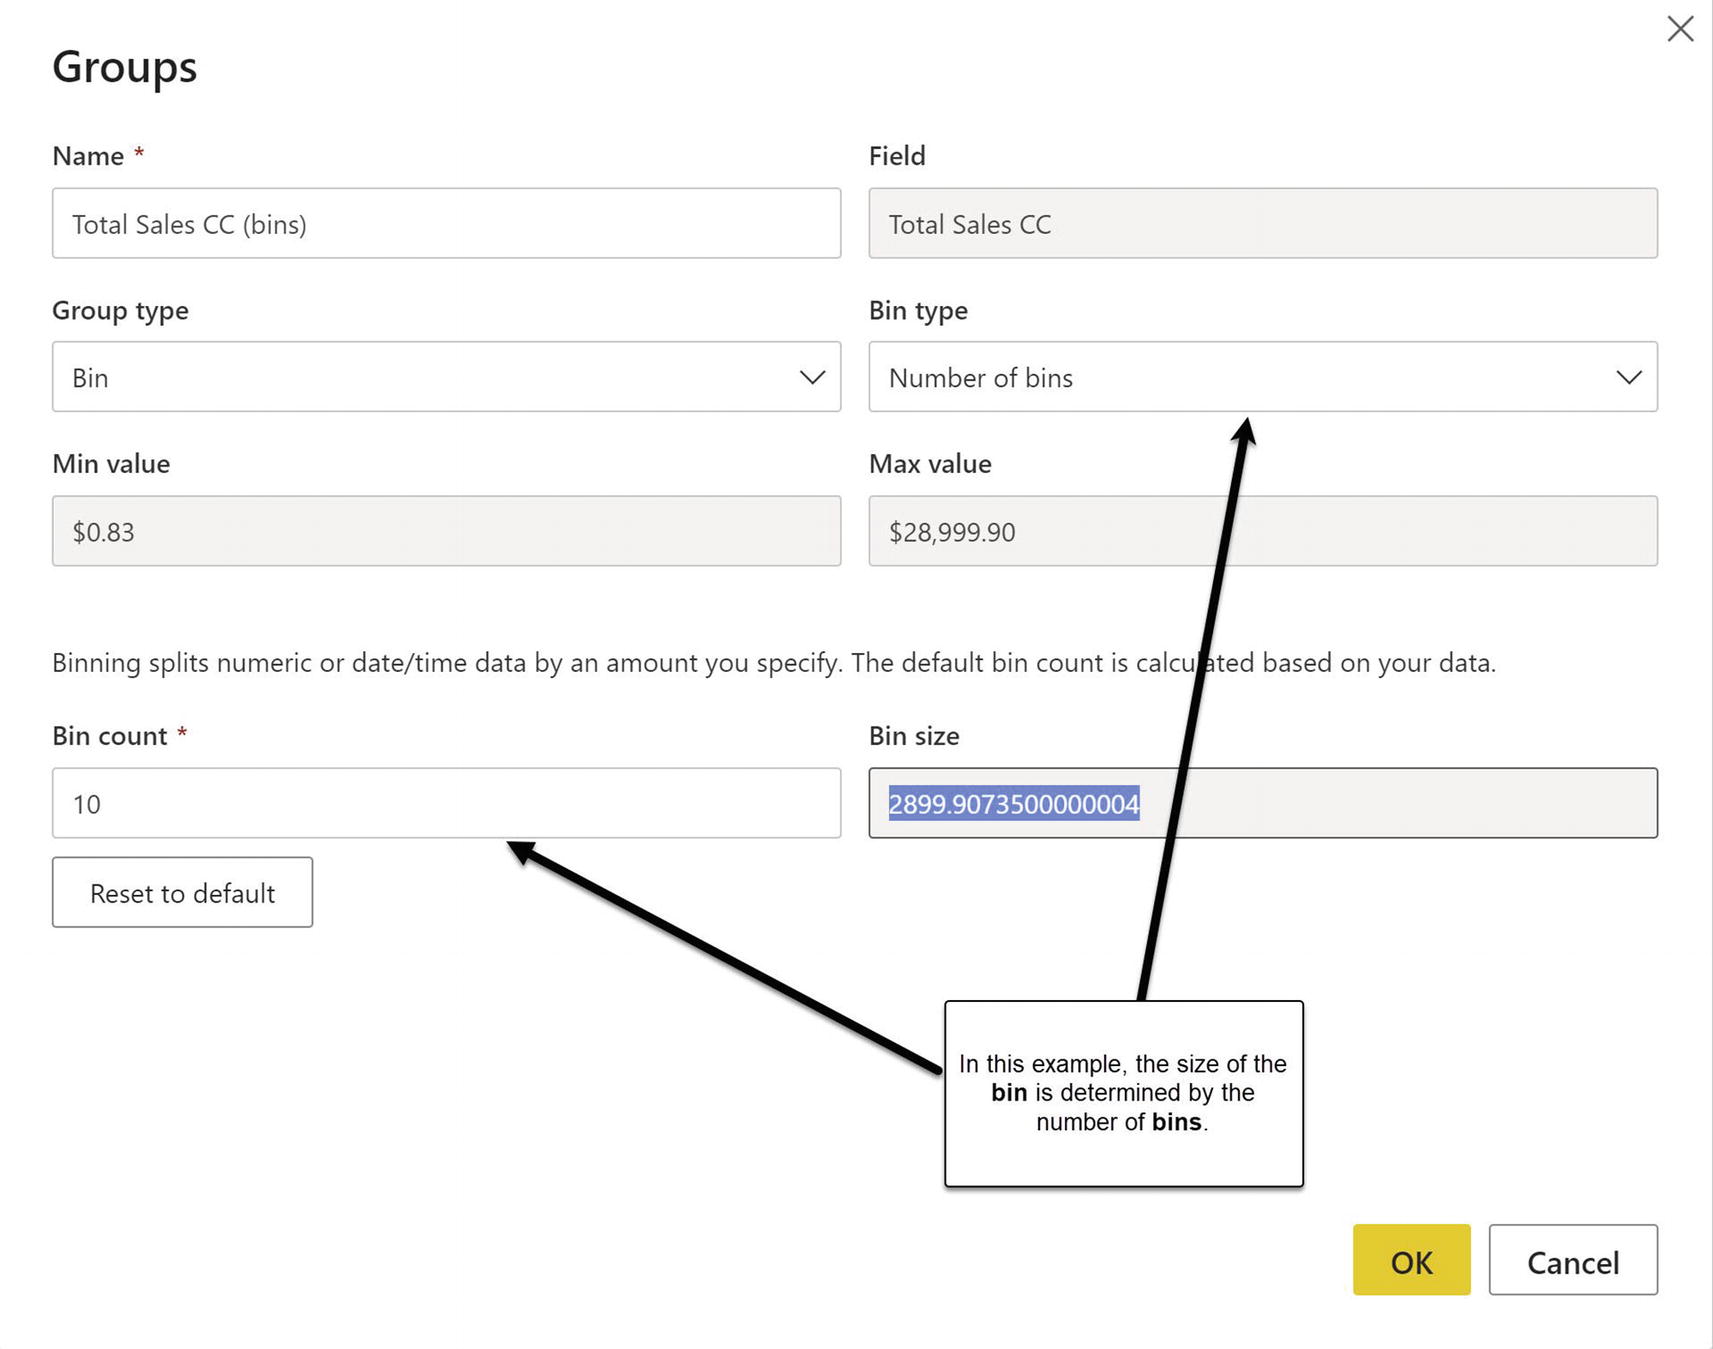 Groups
Name *
Field
Total Sales CC (bins)
Total Sales CC
Group type
Bin type
Bin
Number of bins
Min value
Max value
$0.83
$28,999.90
Binning splits numeric or date/time data by an amount you specify. The default bin count is calculated based on your data.
Bin count *
Bin size
10
2899.9073500000004
Reset to default
In this example, the size of the
bin is determined by the
number of bins.
OK
Cancel